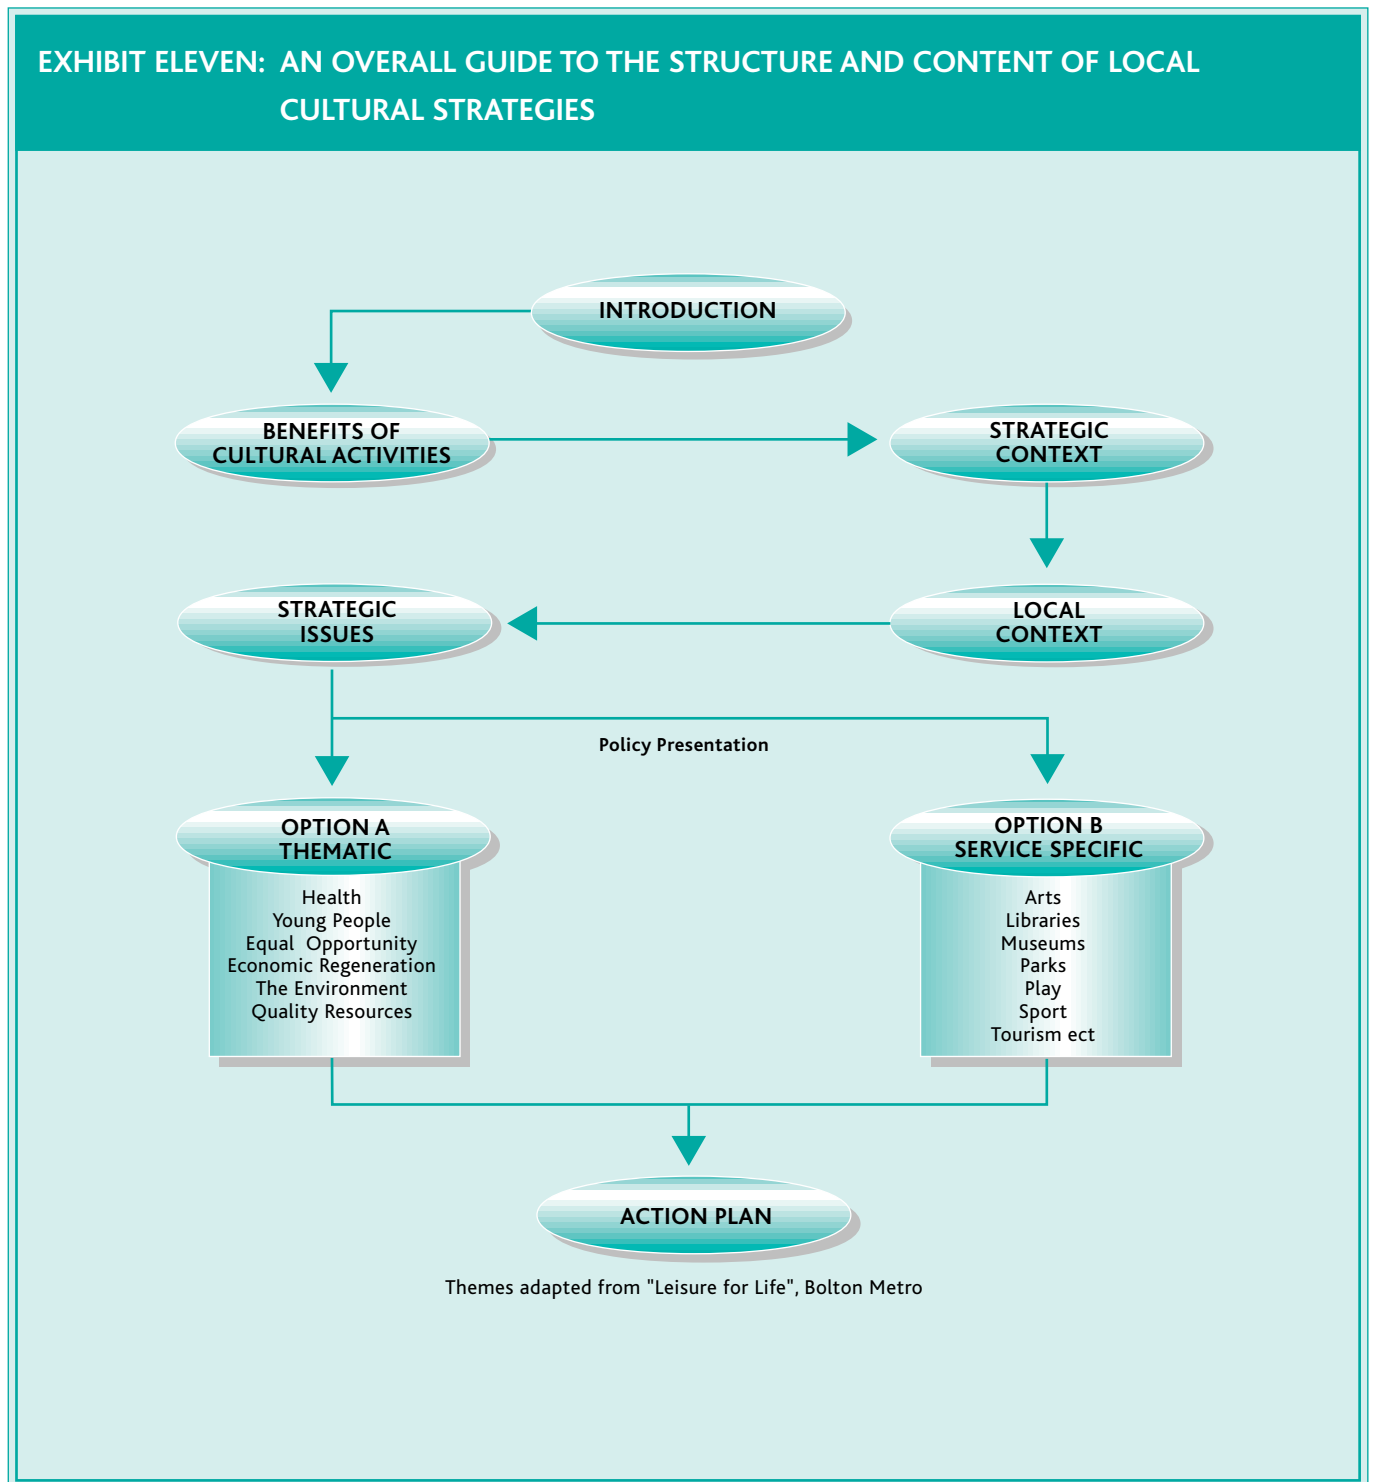 EXHIBIT ELEVEN: AN OVERALL GUIDE TO THE STRUCTURE AND CONTENT OF LOCAL
CULTURAL STRATEGIES
INTRODUCTION
BENEFITS OF
CULTURAL ACTIVITIES
STRATEGIC
CONTEXT
STRATEGIC
ISSUES
LOCAL
CONTEXT
Policy Presentation
OPTION A
THEMATIC
Health
Young People
Equal Opportunity
Economic Regeneration
The Environment
Quality Resources
OPTION B
SERVICE SPECIFIC
Arts
Libraries
Museums
Parks
Play
Sport
Tourism ect
ACTION PLAN
Themes adapted from "Leisure for Life", Bolton Metro